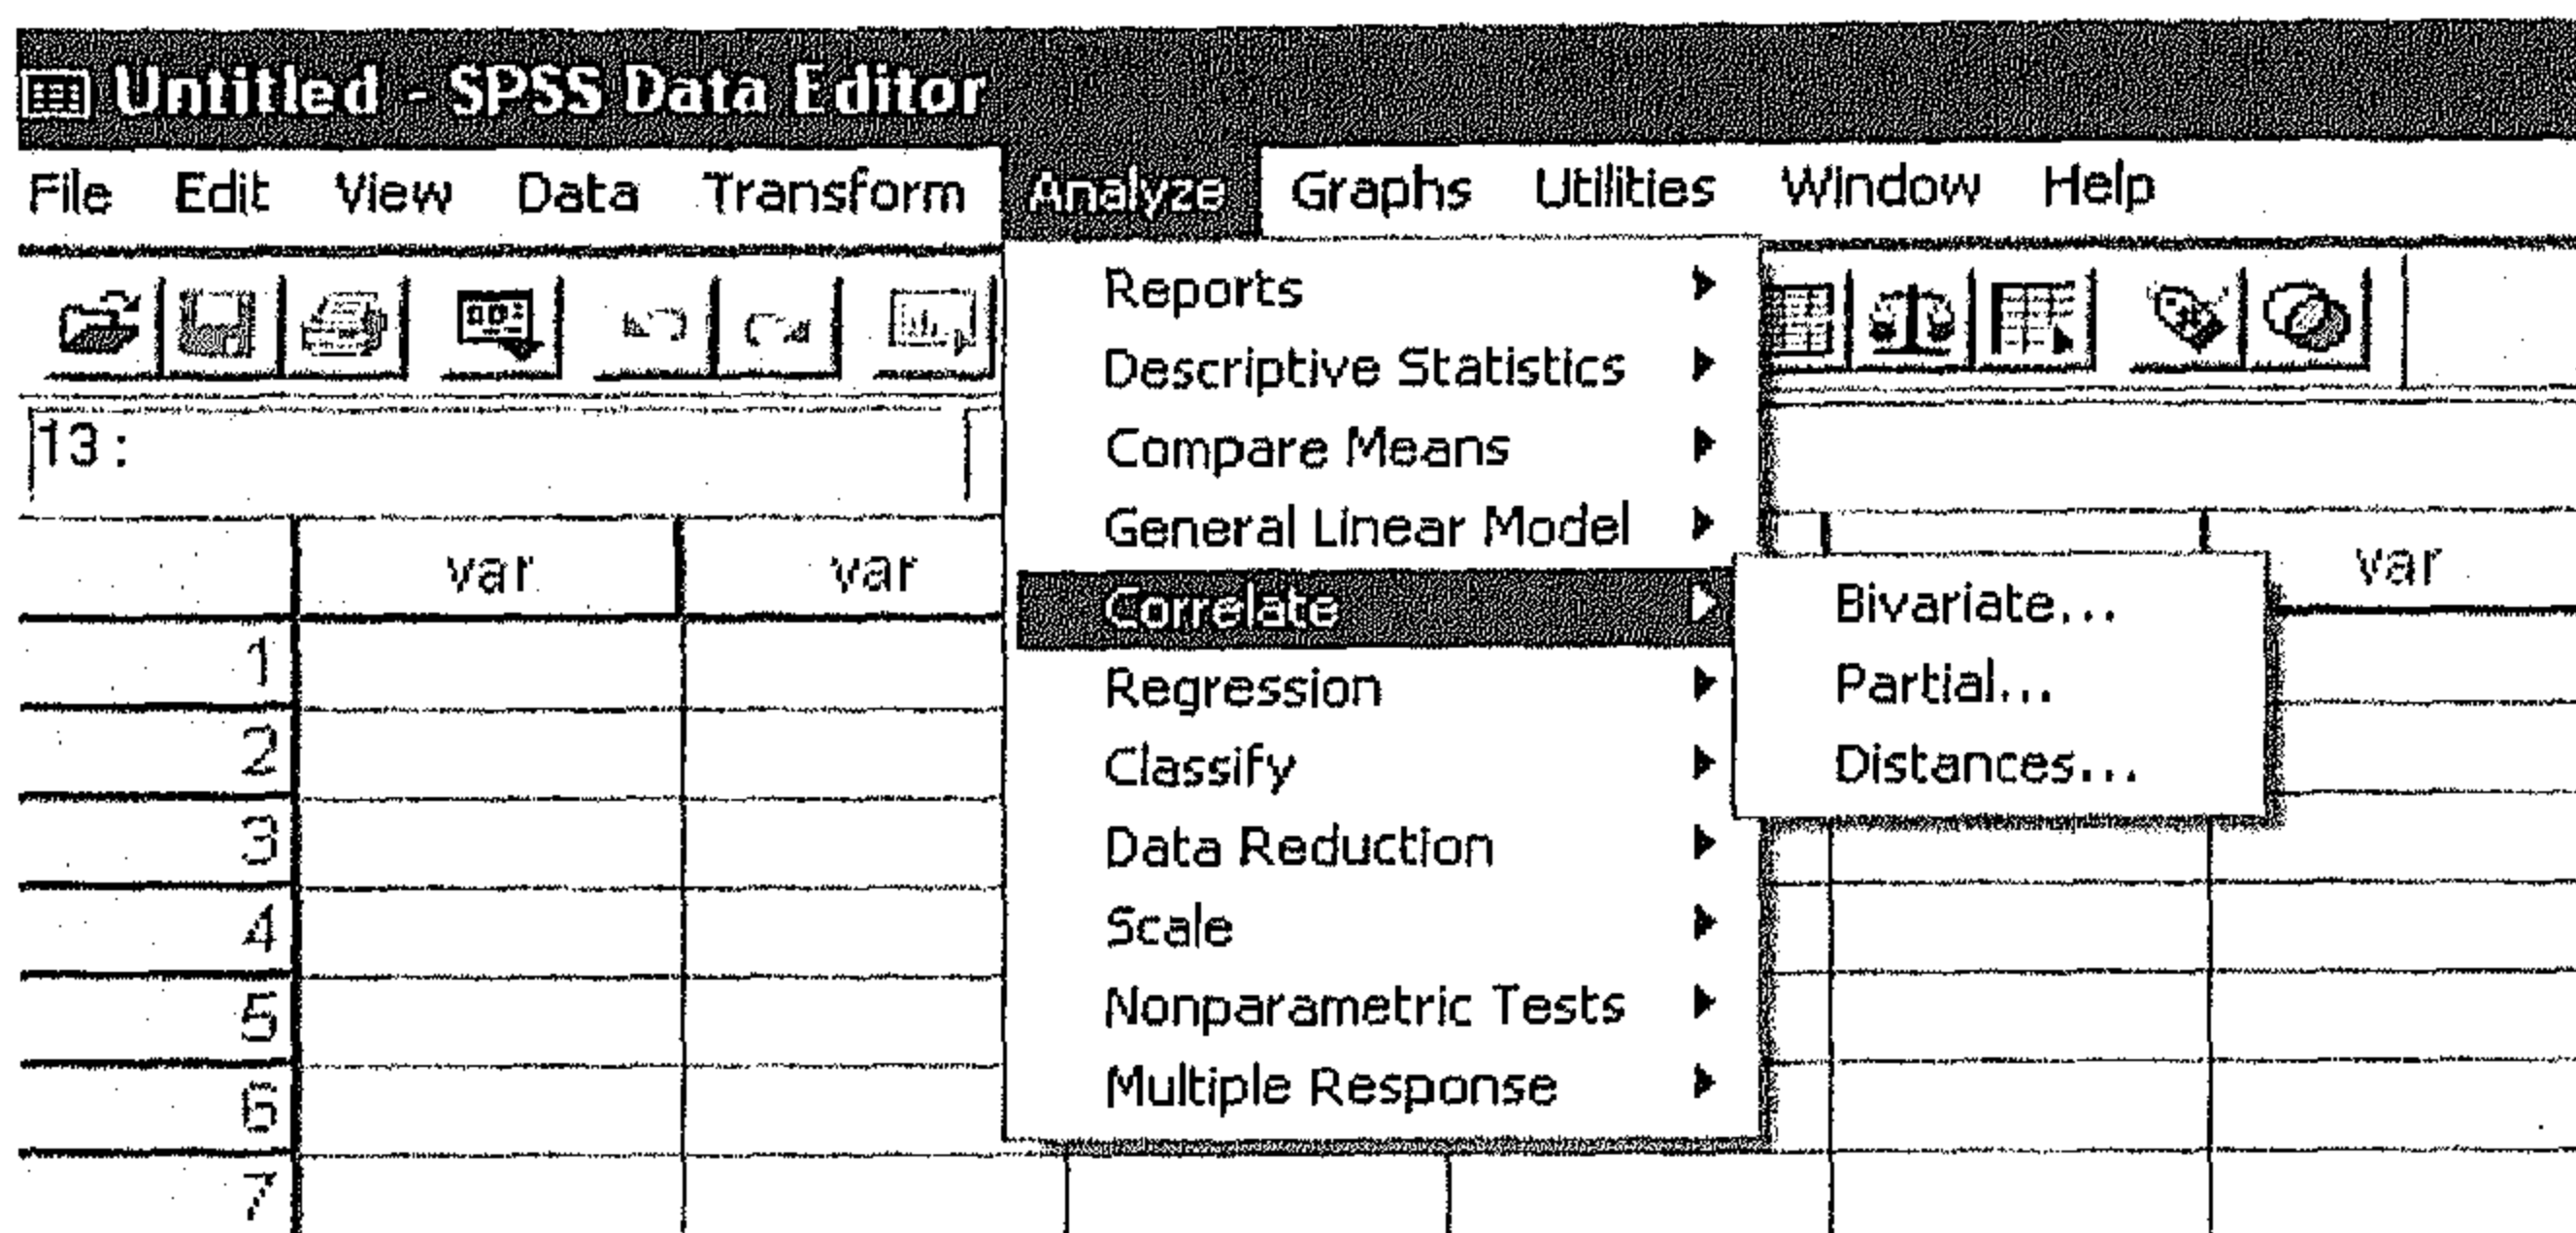 Untitled - SPSS Data Editor
File Edit View Data Transform Analyze Graphs Utilities Window Help
13:
Reports
Descriptive Statistics
Compare Means
General Linear Model
Correlate
Regression
Classify
Data Reduction
Scale
Nonparametric Tests
Multiple Response
Bivariate...
Partial...
Distances...
var var var
1
2
3
4
5
6
7